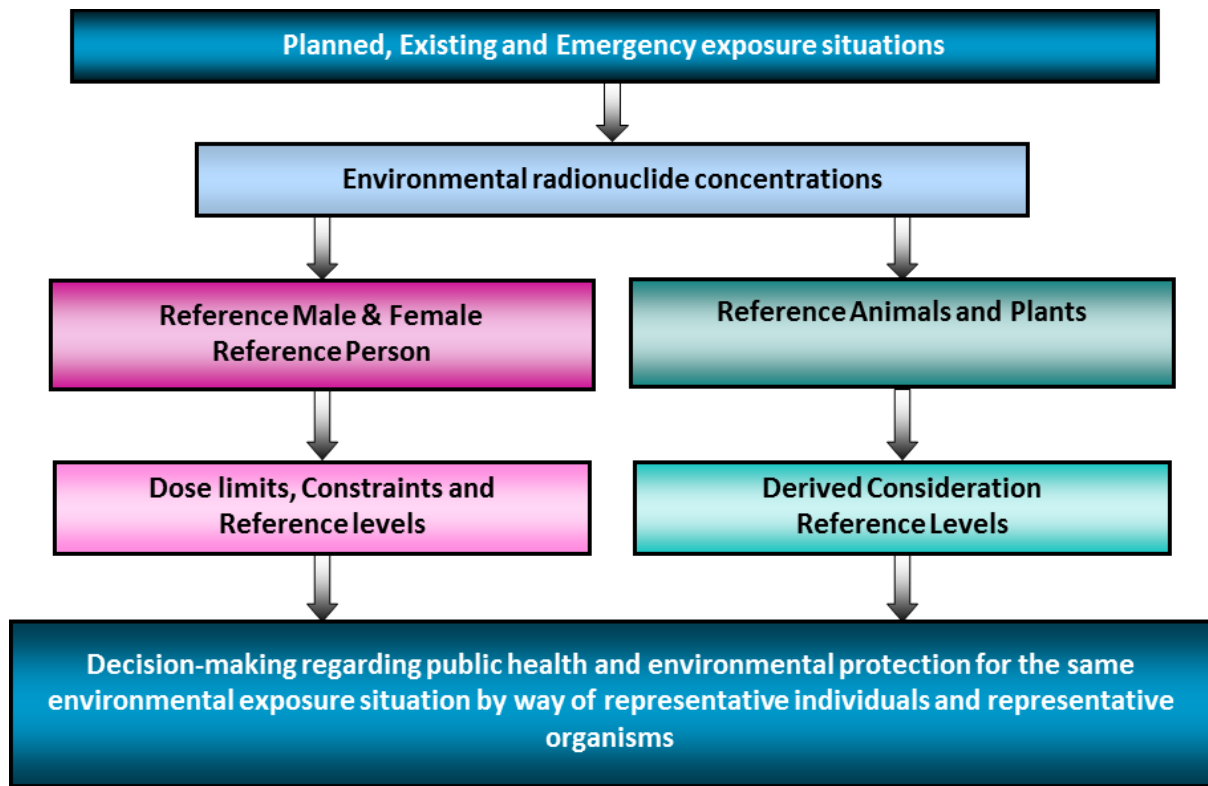 Planned, Existing and Emergency exposure situations
Environmental radionuclide concentrations
Reference Male & Female
Reference Person
Reference Animals and Plants
Dose limits, Constraints and
Reference levels
Derived Consideration
Reference Levels
Decision-making regarding public health and environmental protection for the same
environmental exposure situation by way of representative individuals and representative
organisms